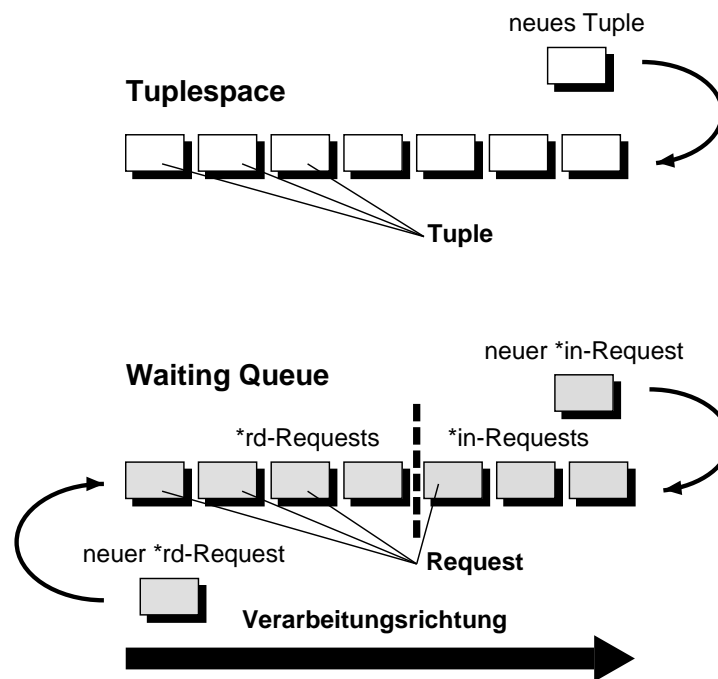 neues Tuple
Tuplespace
Tuple
neuer *in-Request
Waiting Queue
*rd-Requests
*in-Requests
neuer *rd-Request
Request
Verarbeitungsrichtung